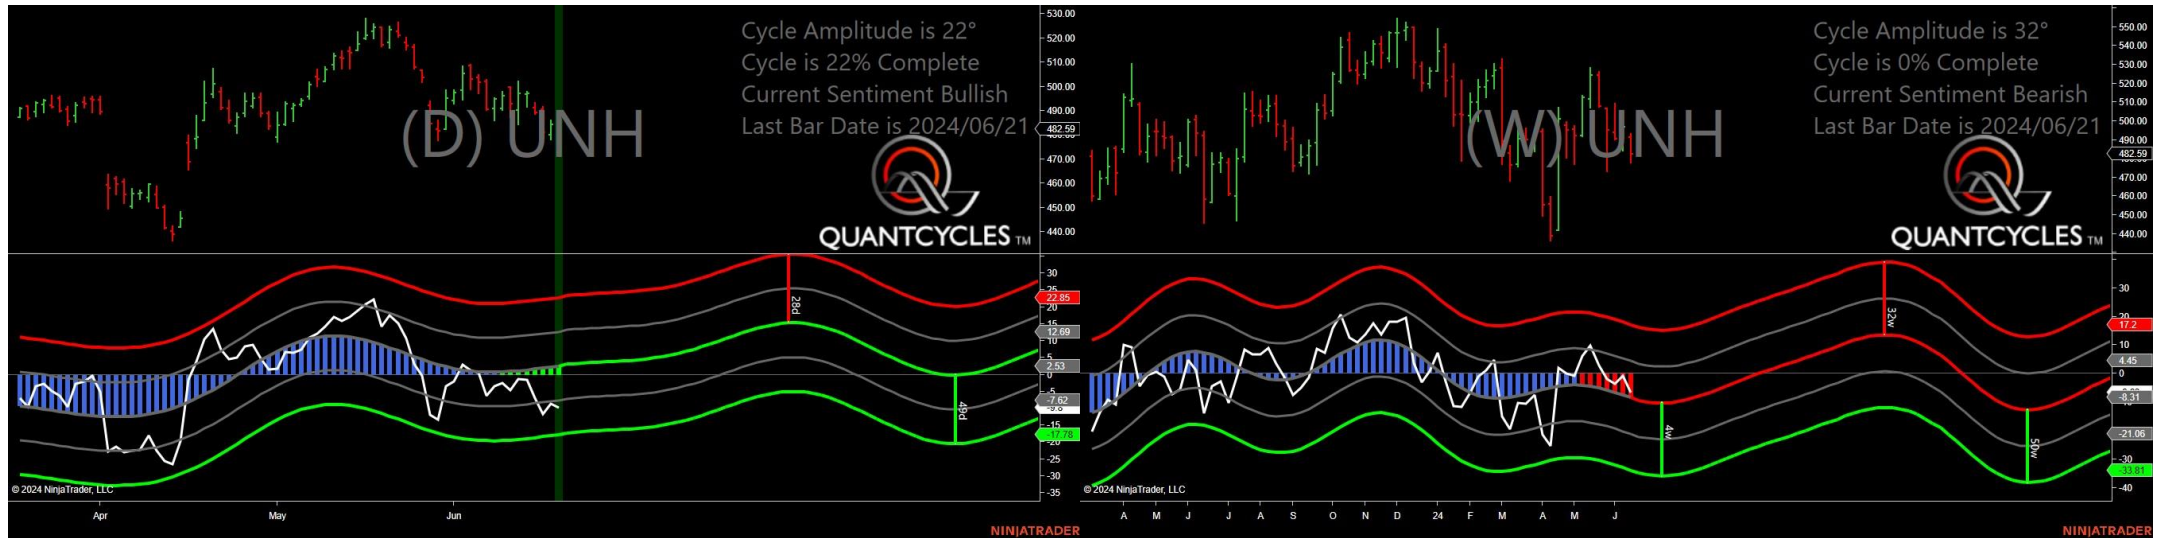 Cycle Amplitude is 22°
Cycle is 22% Complete
Current Sentiment Bullish
Last Bar Date is 2024/06/21
(D) UNH
QUANTCYCLES TM
530.00
520.00
510.00
500.00
490.00
482.59
470.00
460.00
450.00
440.00
30
25
22.85
20
15
12.69
10
5
2.53
0
-5
-7.62
-9.8
-15
-17.78
-20
-25
-30
-35
28d
49d
© 2024 NinjaTrader, LLC
Apr
May
Jun
NINJATRADER
Cycle Amplitude is 32°
Cycle is 0% Complete
Current Sentiment Bearish
Last Bar Date is 2024/06/21
(W) UNH
QUANTCYCLES TM
550.00
540.00
530.00
520.00
510.00
500.00
490.00
482.59
470.00
460.00
450.00
440.00
30
20
17.2
10
4.45
0
-8.31
-21.06
-30
-33.81
-40
32w
4w
50w
© 2024 NinjaTrader, LLC
A M J J A S O N D 24 F M A M J
NINJATRADER